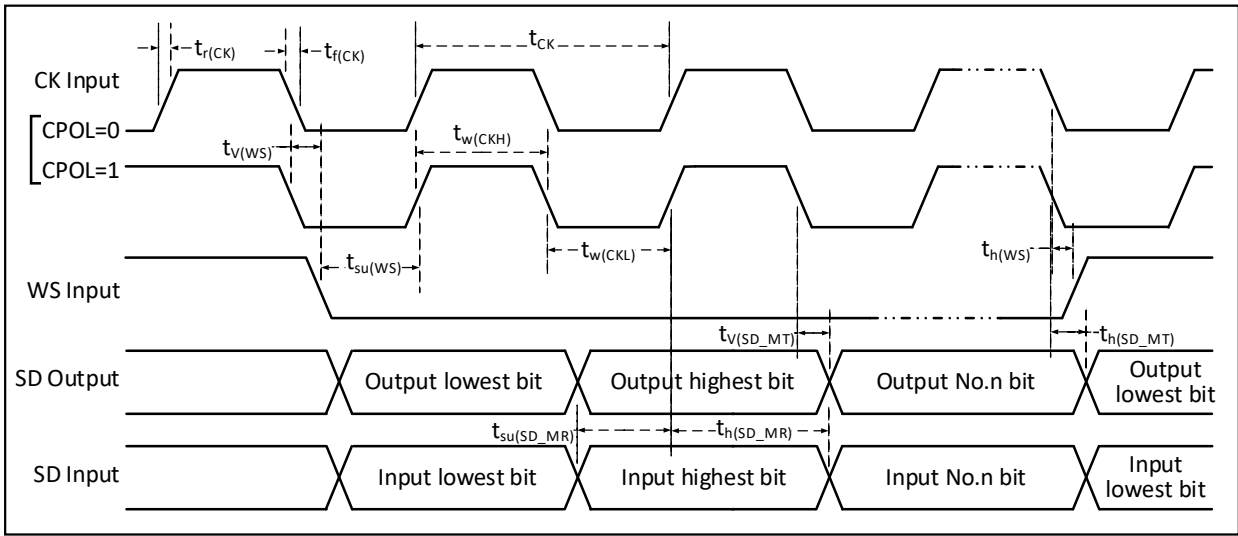 tr(CK)
tf(CK)
tCK
CK Input
CPOL=0
CPOL=1
tV(WS)
tw(CKH)
tsu(WS)
tw(CKL)
th(WS)
WS Input
tV(SD_MT)
th(SD_MT)
SD Output
Output lowest bit
Output highest bit
Output No.n bit
Output
lowest bit
tsu(SD_MR)
th(SD_MR)
SD Input
Input lowest bit
Input highest bit
Input No.n bit
Input
lowest bit